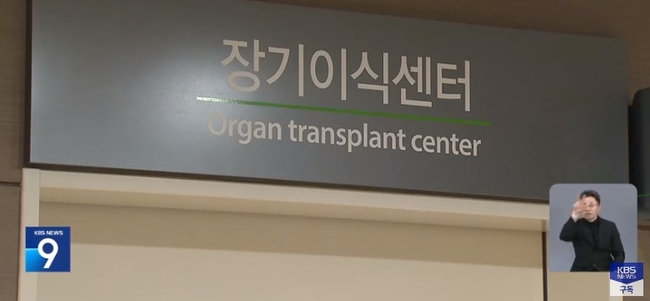 장기이식센터
Organ transplant center
KBS NEWS
9
KBS
NEWS
구독